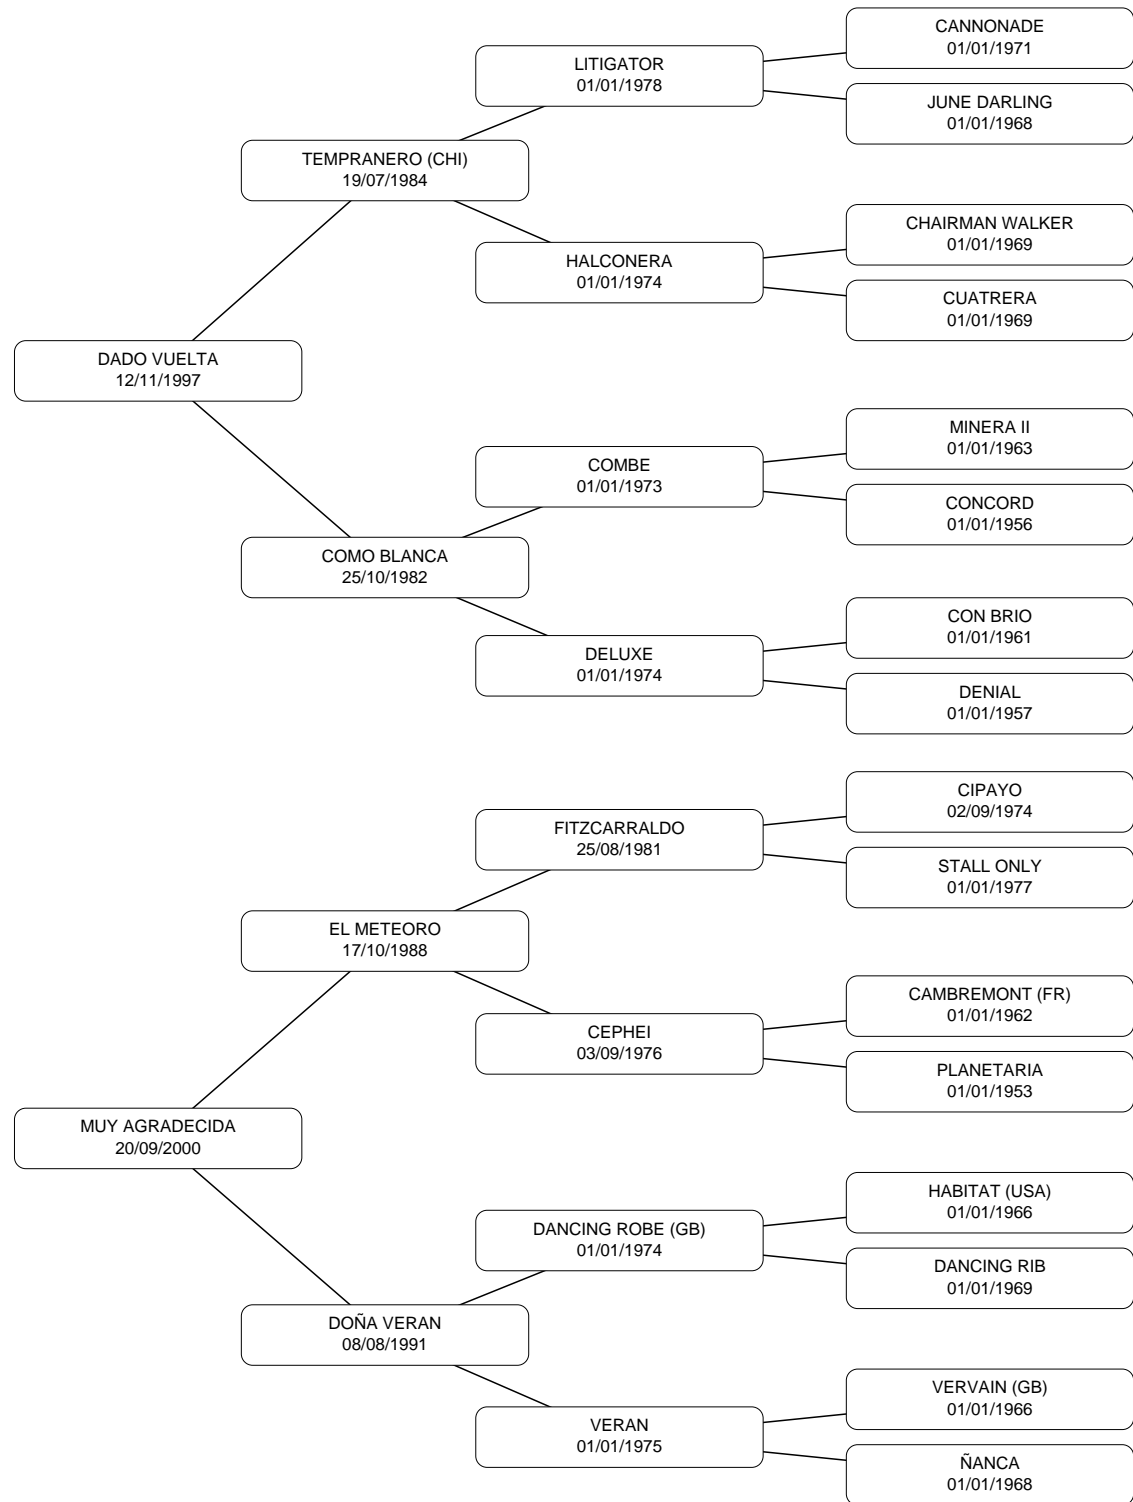 CANNONADE
01/01/1971
LITIGATOR
01/01/1978
JUNE DARLING
01/01/1968
TEMPRANERO (CHI)
19/07/1984
CHAIRMAN WALKER
01/01/1969
HALCONERA
01/01/1974
CUATRERA
01/01/1969
DADO VUELTA
12/11/1997
MINERA II
01/01/1963
COMBE
01/01/1973
CONCORD
01/01/1956
COMO BLANCA
25/10/1982
CON BRIO
01/01/1961
DELUXE
01/01/1974
DENIAL
01/01/1957
CIPAYO
02/09/1974
FITZCARRALDO
25/08/1981
STALL ONLY
01/01/1977
EL METEORO
17/10/1988
CAMBREMONT (FR)
01/01/1962
CEPHEI
03/09/1976
PLANETARIA
01/01/1953
MUY AGRADECIDA
20/09/2000
HABITAT (USA)
01/01/1966
DANCING ROBE (GB)
01/01/1974
DANCING RIB
01/01/1969
DOÑA VERAN
08/08/1991
VERVAIN (GB)
01/01/1966
VERAN
01/01/1975
ÑANCA
01/01/1968